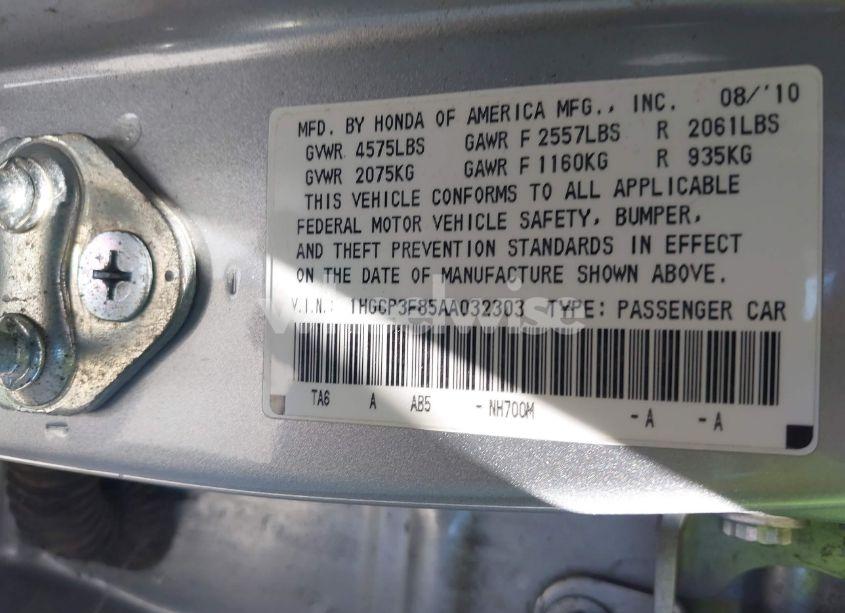 MFD. BY HONDA OF AMERICA MFG., INC. 08/'10
GVWR 4575LBS GAWR F 2557LBS R 2061LBS
GVWR 2075KG GAWR F 1160KG R 935KG
THIS VEHICLE CONFORMS TO ALL APPLICABLE
FEDERAL MOTOR VEHICLE SAFETY, BUMPER,
AND THEFT PREVENTION STANDARDS IN EFFECT
ON THE DATE OF MANUFACTURE SHOWN ABOVE.
V.I.N.: 1HGCP3F85AA032303 TYPE: PASSENGER CAR
TA6 A AB5 - NH700M - A - A